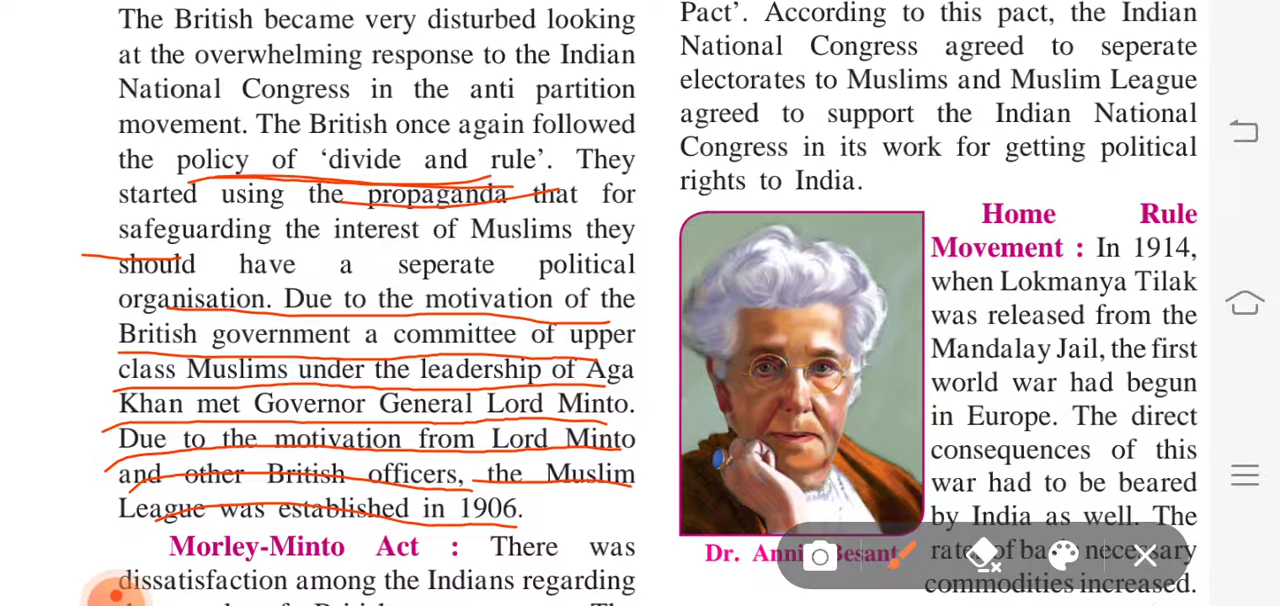 The British became very disturbed looking
at the overwhelming response to the Indian
National Congress in the anti partition
movement. The British once again followed
the policy of ‘divide and rule’. They
started using the propaganda that for
safeguarding the interest of Muslims they
should have a seperate political
organisation. Due to the motivation of the
British government a committee of upper
class Muslims under the leadership of Aga
Khan met Governor General Lord Minto.
Due to the motivation from Lord Minto
and other British officers, the Muslim
League was established in 1906.
Morley-Minto Act : There was
dissatisfaction among the Indians regarding
Pact’. According to this pact, the Indian
National Congress agreed to seperate
electorates to Muslims and Muslim League
agreed to support the Indian National
Congress in its work for getting political
rights to India.
Home Rule
Movement : In 1914,
when Lokmanya Tilak
was released from the
Mandalay Jail, the first
world war had begun
in Europe. The direct
consequences of this
war had to be beared
by India as well. The
of necessary
commodities increased.
Dr. Besant